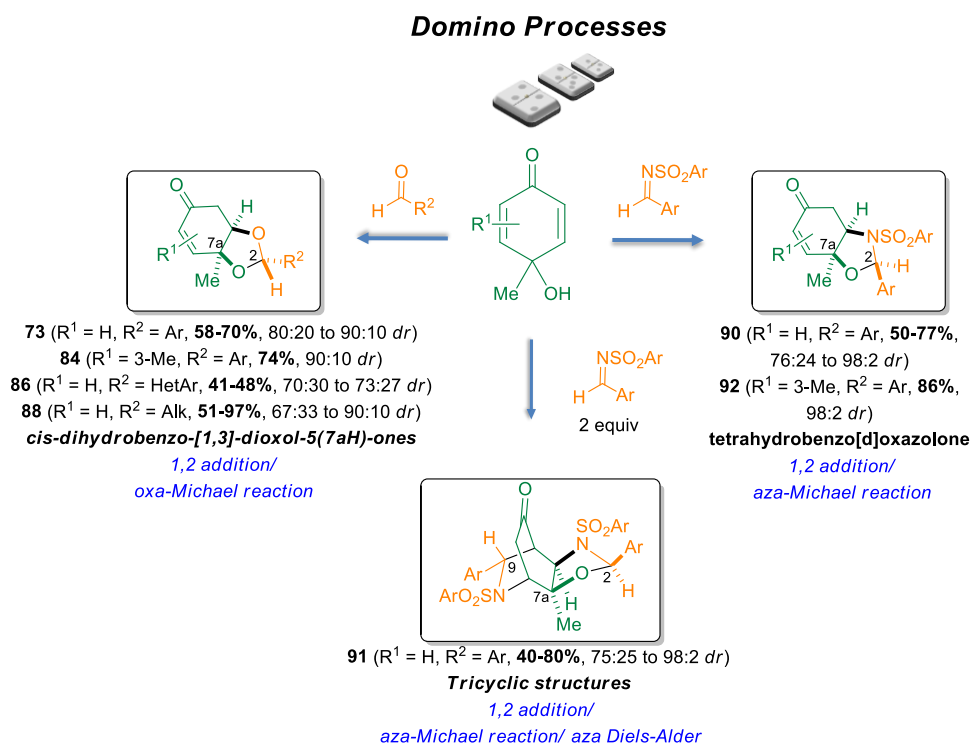 Domino Processes
O
H
R²
NSO₂Ar
H
Ar
O
R¹
Me
OH
O
H
O
R²
R¹
7a
2
O
Me
H
O
H
NSO₂Ar
R¹
7a
2
H
Me
O
Ar
73 (R¹ = H, R² = Ar, 58-70%, 80:20 to 90:10 dr)
84 (R¹ = 3-Me, R² = Ar, 74%, 90:10 dr)
86 (R¹ = H, R² = HetAr, 41-48%, 70:30 to 73:27 dr)
88 (R¹ = H, R² = Alk, 51-97%, 67:33 to 90:10 dr)
cis-dihydrobenzo-[1,3]-dioxol-5(7aH)-ones
1,2 addition/
oxa-Michael reaction
NSO₂Ar
H
Ar
2 equiv
90 (R¹ = H, R² = Ar, 50-77%,
76:24 to 98:2 dr)
92 (R¹ = 3-Me, R² = Ar, 86%,
98:2 dr)
tetrahydrobenzo[d]oxazolone
1,2 addition/
aza-Michael reaction
O
SO₂Ar
H
N
Ar
9
Ar
O
2
ArO₂SN
7a
H
H
Me
91 (R¹ = H, R² = Ar, 40-80%, 75:25 to 98:2 dr)
Tricyclic structures
1,2 addition/
aza-Michael reaction/ aza Diels-Alder